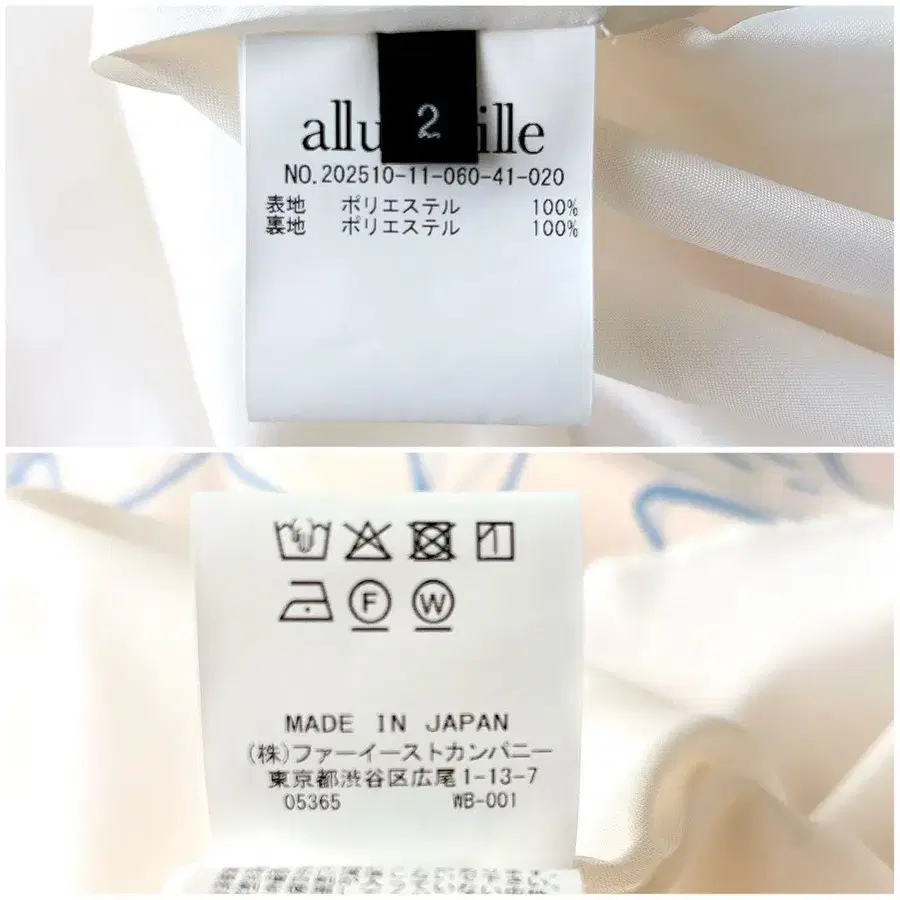 2
NO.202510-11-060-41-020
表地 ポリエステル 100%
裏地 ポリエステル 100%
F W
MADE IN JAPAN
(株)ファーイーストカンパニー
東京都渋谷区広尾1-13-7
05365 WB-001